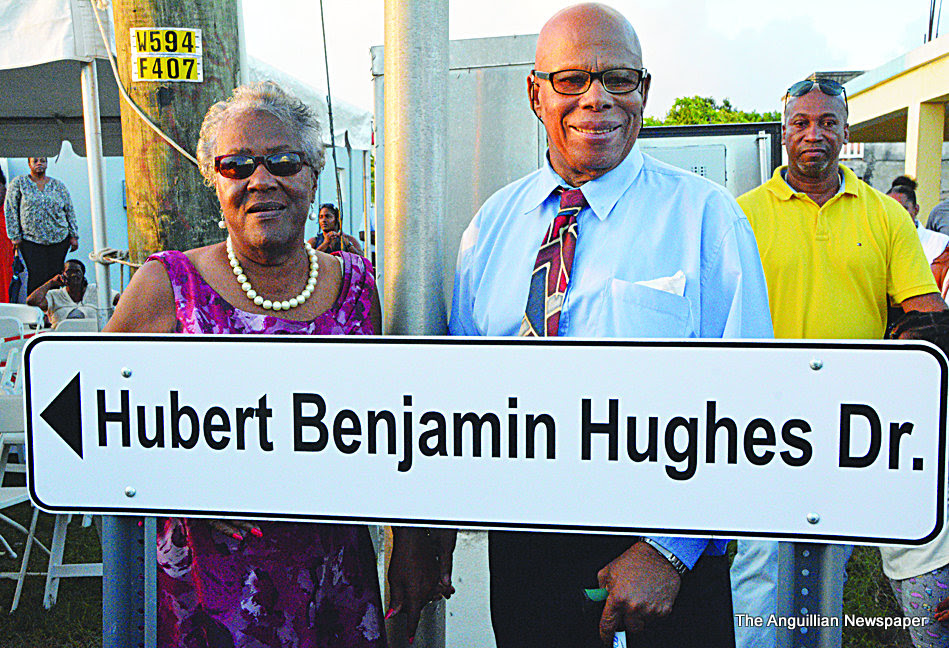 W594
F407
Hubert Benjamin Hughes Dr.
The Anguillian Newspaper